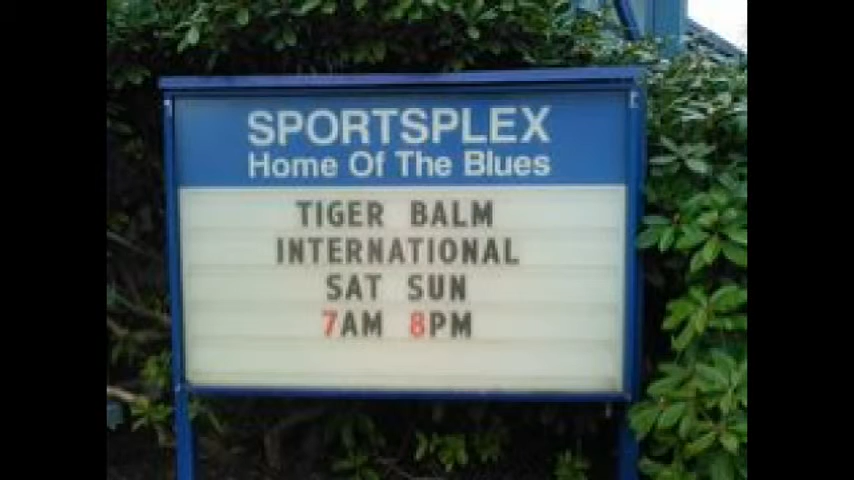 SPORTSPLEX
Home Of The Blues
TIGER BALM
INTERNATIONAL
SAT SUN
7AM 8PM